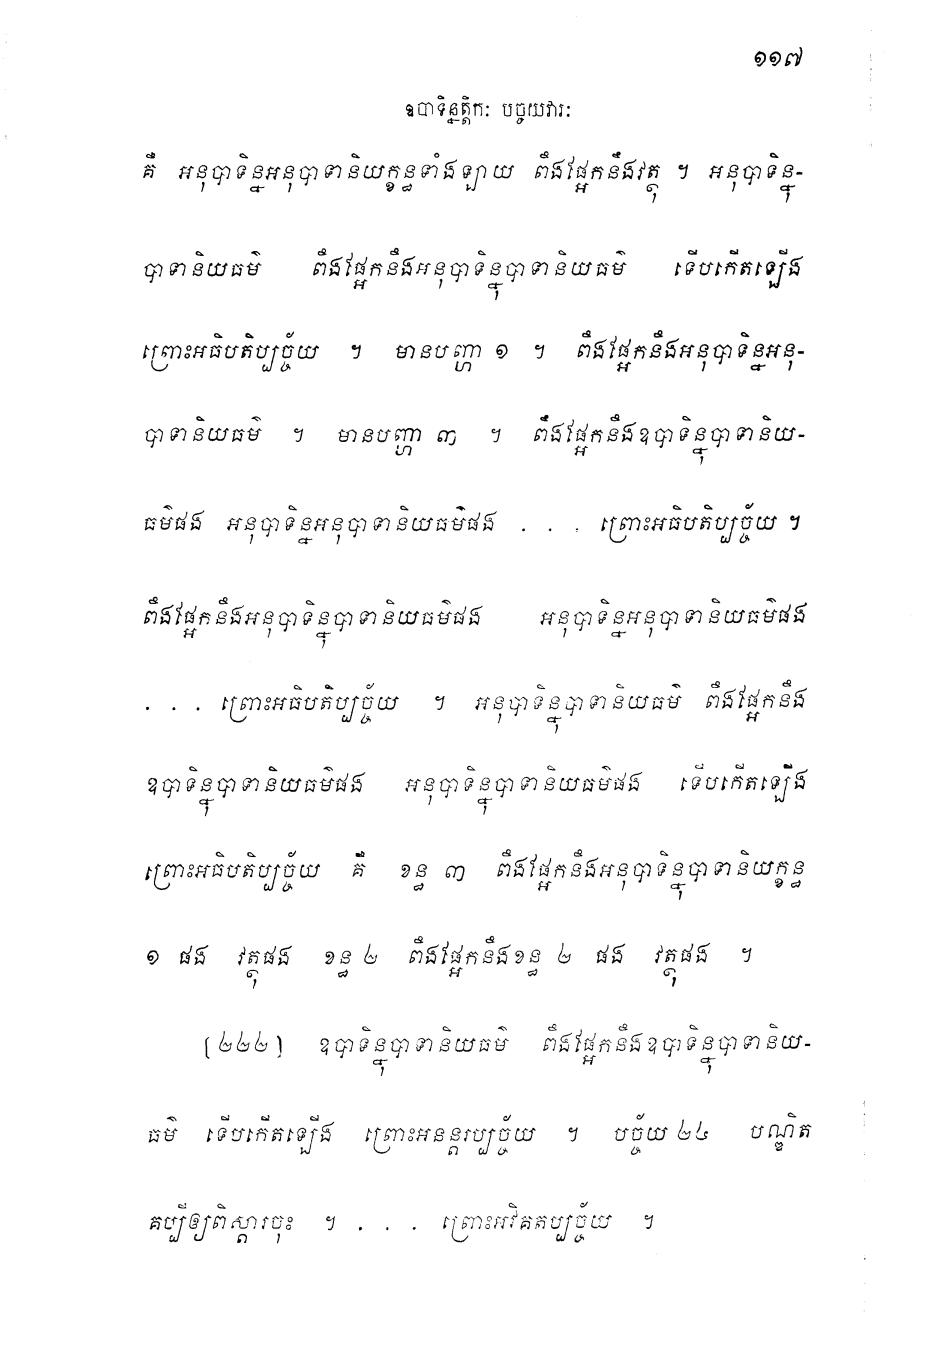 ១១៧
ឧបាទិន្នត្តិកៈ បច្ចយវារៈ
គឺ អនុបាទិន្នអនុបាទានិយក្ខន្ធទាំងឡាយ ពឹងផ្អែកនឹងវត្ថុ ។ អនុបាទិន្នុ-
បាទានិយធម៌ ពឹងផ្អែកនឹងអនុបាទិន្នុបាទានិយធម៌ ទើបកើតឡើង
ព្រោះអធិបតិប្បច្ច័យ ។ មានបញ្ហា ១ ។ ពឹងផ្អែកនឹងអនុបាទិន្នអនុ-
បាទានិយធម៌ ។ មានបញ្ហា ៣ ។ ពឹងផ្អែកនឹងឧបាទិន្នុបាទានិយ-
ធម៌ផង អនុបាទិន្នអនុបាទានិយធម៌ផង . . . ព្រោះអធិបតិប្បច្ច័យ ។
ពឹងផ្អែកនឹងអនុបាទិន្នុបាទានិយធម៌ផង អនុបាទិន្នអនុបាទានិយធម៌ផង
. . . ព្រោះអធិបតិប្បច្ច័យ ។ អនុបាទិន្នុបាទានិយធម៌ ពឹងផ្អែកនឹង
ឧបាទិន្នុបាទានិយធម៌ផង អនុបាទិន្នុបាទានិយធម៌ផង ទើបកើតឡើង
ព្រោះអធិបតិប្បច្ច័យ គឺ ខន្ធ ៣ ពឹងផ្អែកនឹងអនុបាទិន្នុបាទានិយក្ខន្ធ
១ ផង វត្ថុផង ខន្ធ ២ ពឹងផ្អែកនឹងខន្ធ ២ ផង វត្ថុផង ។
[២២២] ឧបាទិន្នុបាទានិយធម៌ ពឹងផ្អែកនឹងឧបាទិន្នុបាទានិយ-
ធម៌ ទើបកើតឡើង ព្រោះអនន្តរប្បច្ច័យ ។ បច្ច័យ ២៤ បណ្ឌិត
គប្បីឲ្យពិស្តារចុះ ។ . . . ព្រោះអវិគតប្បច្ច័យ ។